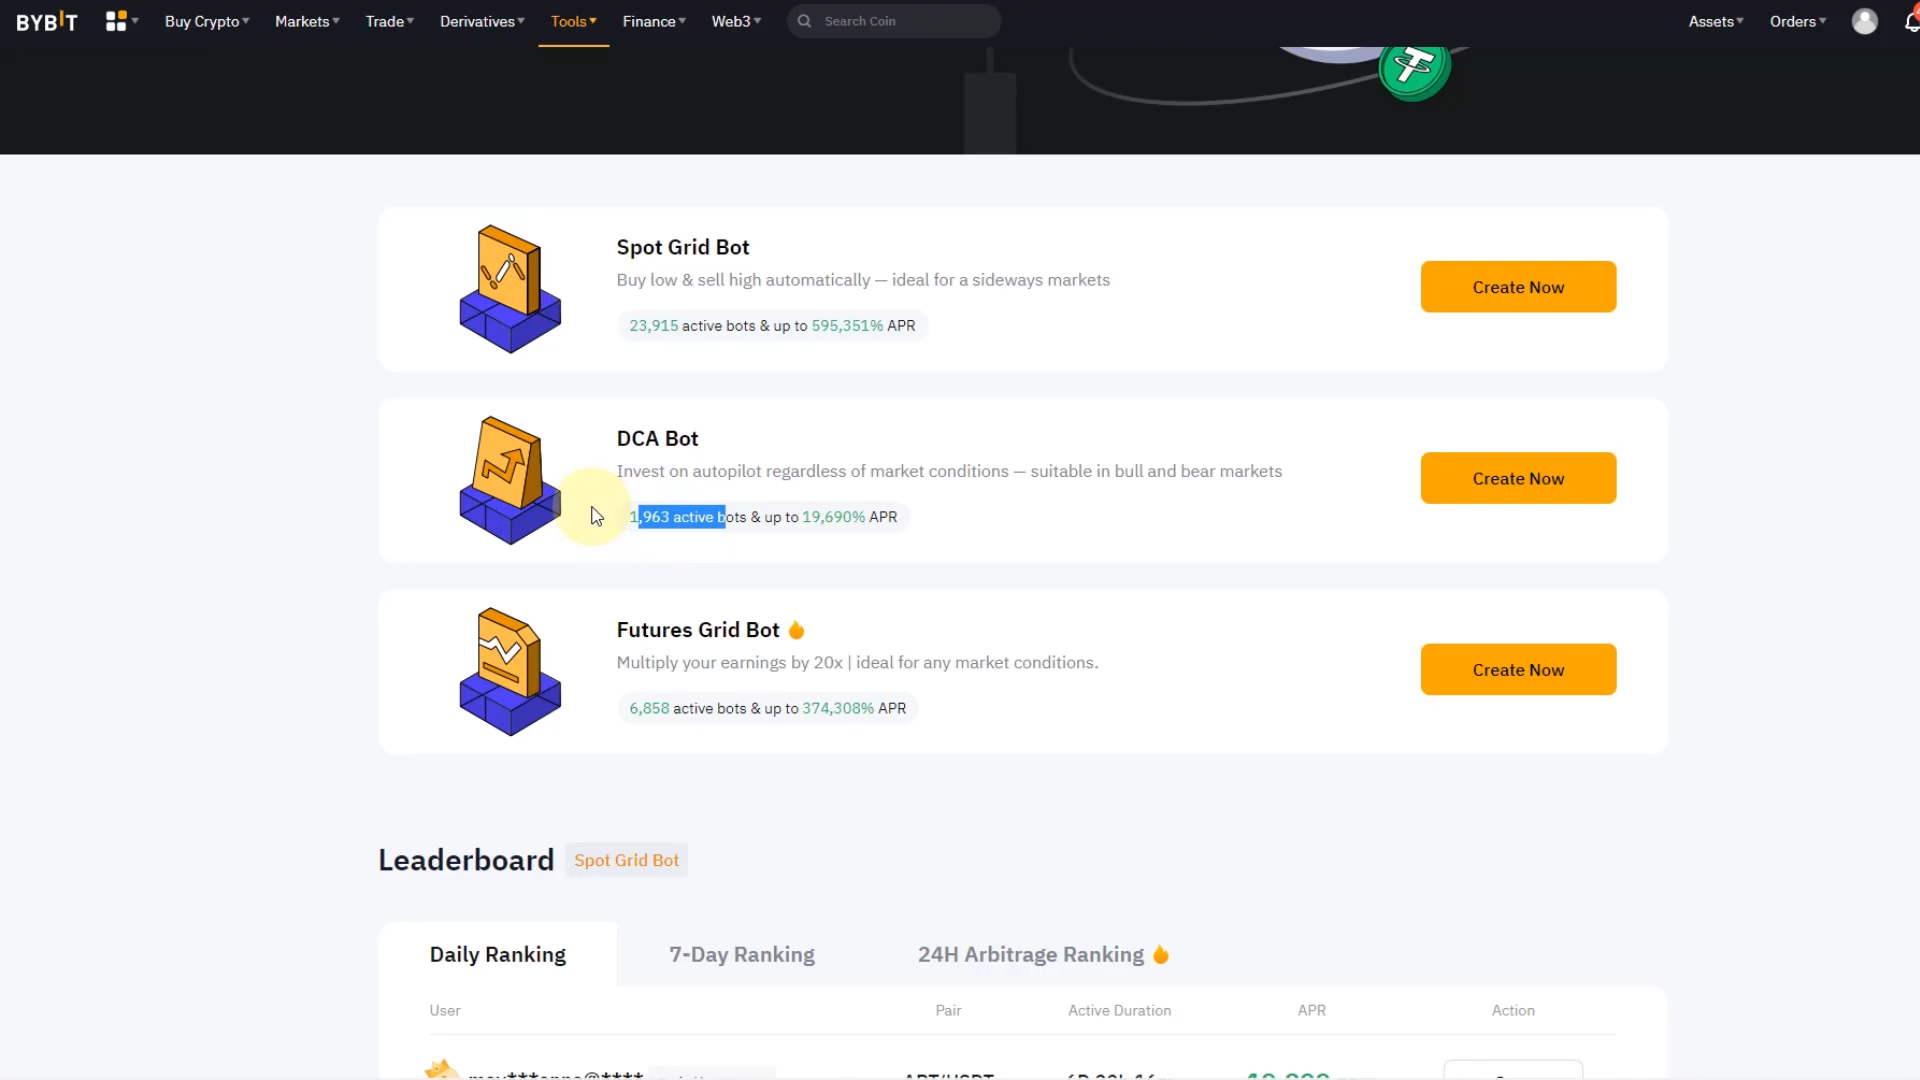 BYBIT Buy Crypto Markets Trade Derivatives Tools Finance Web3 Search Coin Assets Orders
Spot Grid Bot
Buy low & sell high automatically — ideal for a sideways markets
23,915 active bots & up to 595,351% APR
Create Now
DCA Bot
Invest on autopilot regardless of market conditions — suitable in bull and bear markets
1,963 active bots & up to 19,690% APR
Create Now
Futures Grid Bot
Multiply your earnings by 20x | ideal for any market conditions.
6,858 active bots & up to 374,308% APR
Create Now
Leaderboard Spot Grid Bot
Daily Ranking 7-Day Ranking 24H Arbitrage Ranking
User Pair Active Duration APR Action